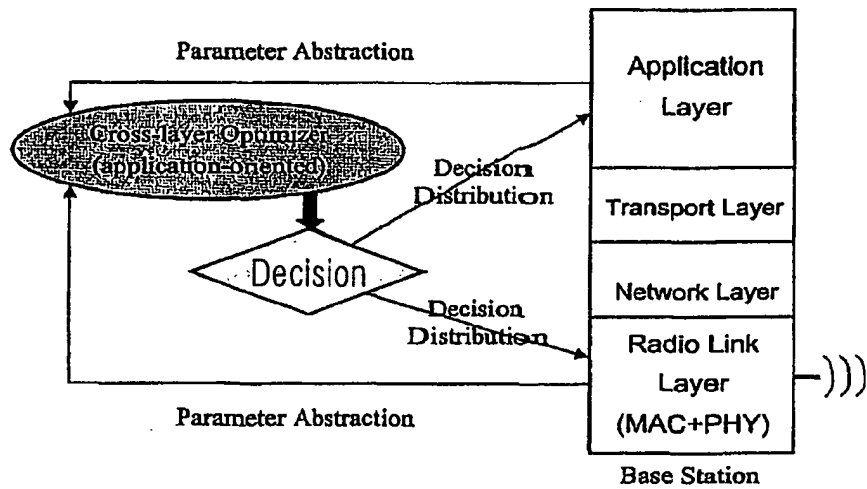 Parameter Abstraction
Cross-layer Optimizer
(application-oriented)
Decision
Distribution
Decision
Decision
Distribution
Parameter Abstraction
Application
Layer
Transport Layer
Network Layer
Radio Link
Layer
(MAC+PHY)
Base Station